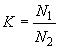 K = N₁ / N₂